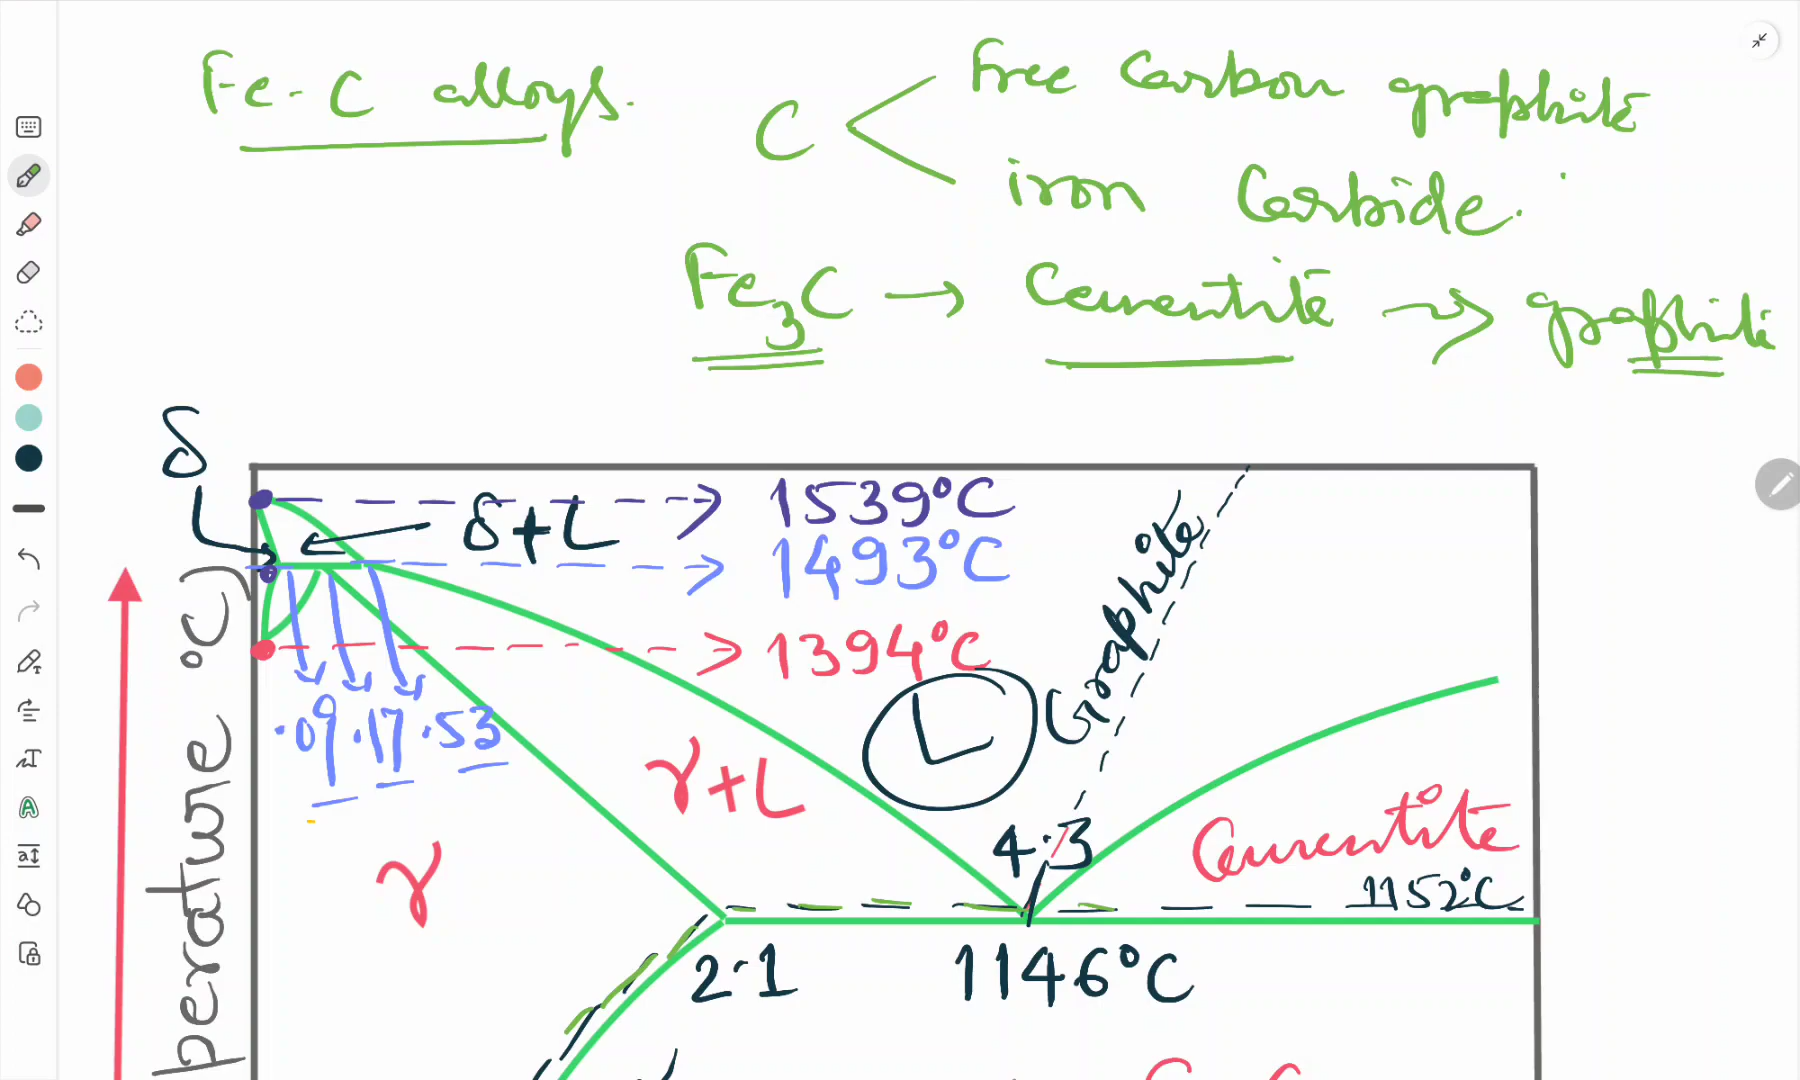 Fe-C alloys.
C < Free Carbon graphite
iron Carbide.
Fe3C → Cementite → graphite
δ
δ+L
1539°C
1493°C
1394°C
.09 .17 .53
γ+L
L
Graphite
γ
4.3
Cementite
1152°C
2.1
1146°C
perature °C)